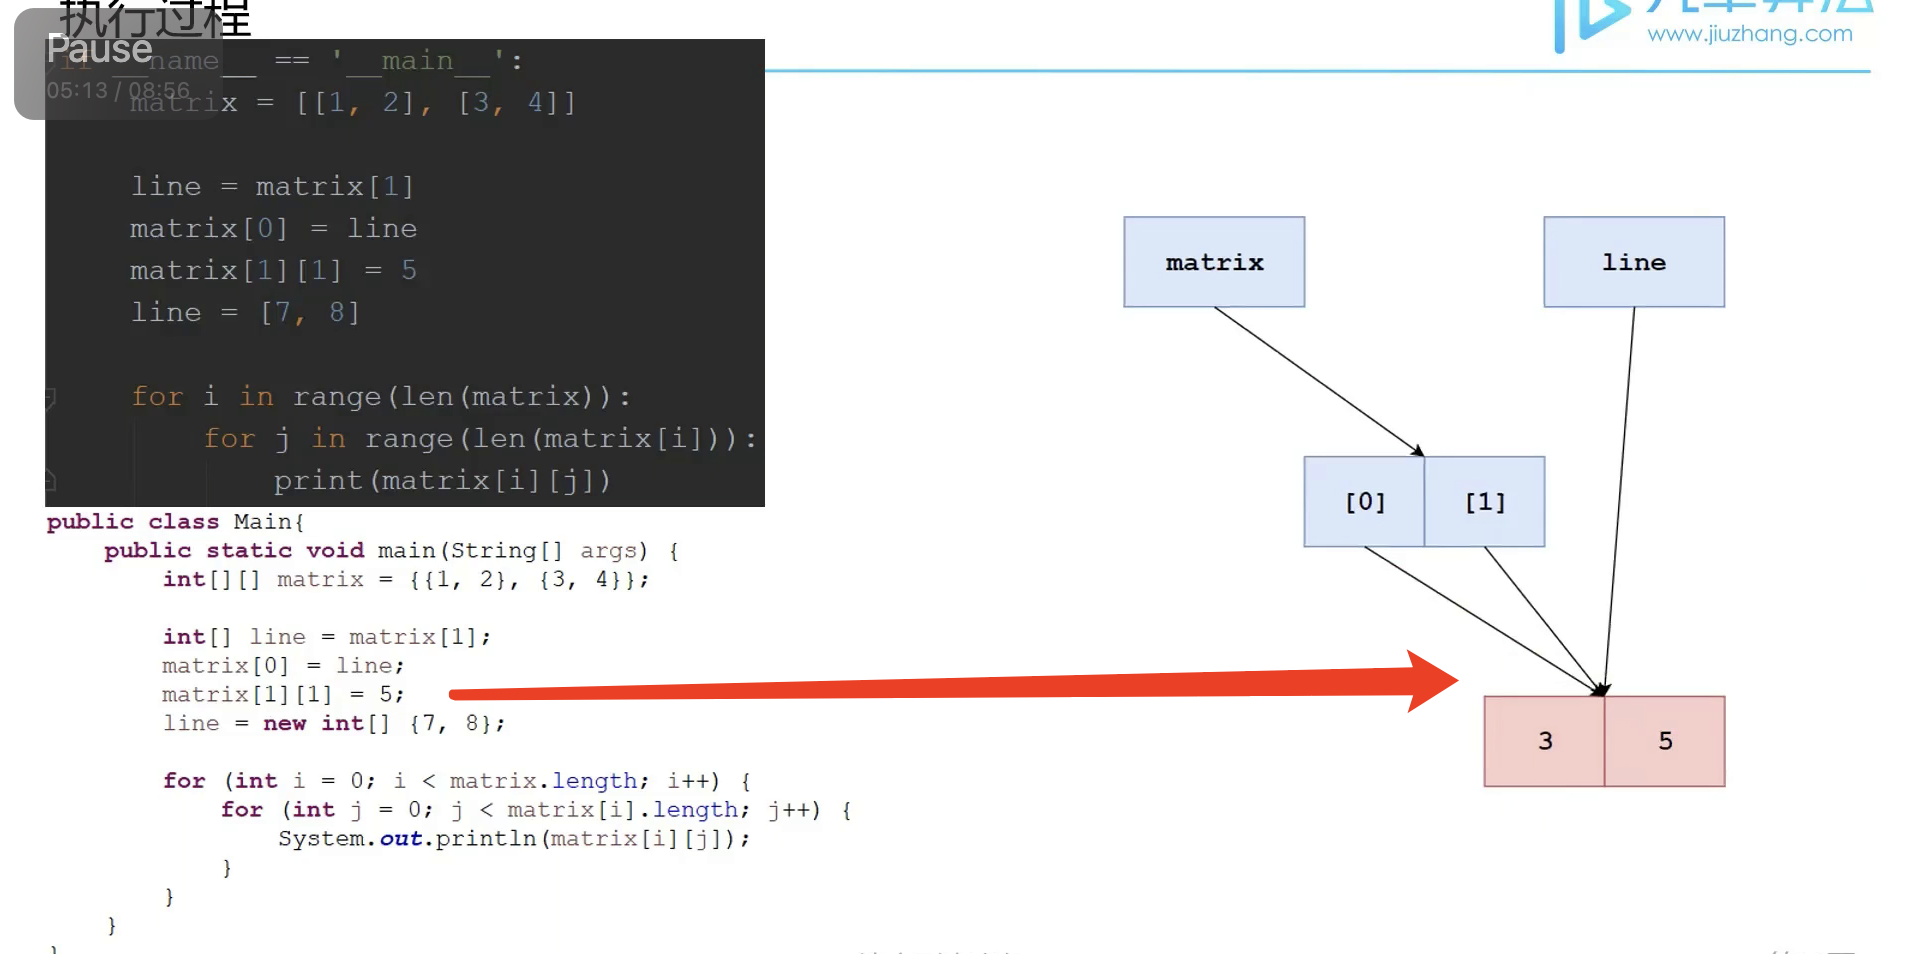 执行过程
Pause
05:13 / 08:56
九章算法
www.jiuzhang.com
if __name__ == '__main__':
matrix = [[1, 2], [3, 4]]
line = matrix[1]
matrix[0] = line
matrix[1][1] = 5
line = [7, 8]
for i in range(len(matrix)):
for j in range(len(matrix[i])):
print(matrix[i][j])
public class Main{
public static void main(String[] args) {
int[][] matrix = {{1, 2}, {3, 4}};
int[] line = matrix[1];
matrix[0] = line;
matrix[1][1] = 5;
line = new int[] {7, 8};
for (int i = 0; i < matrix.length; i++) {
for (int j = 0; j < matrix[i].length; j++) {
System.out.println(matrix[i][j]);
}
}
}
}
matrix
line
[0] [1]
3 5